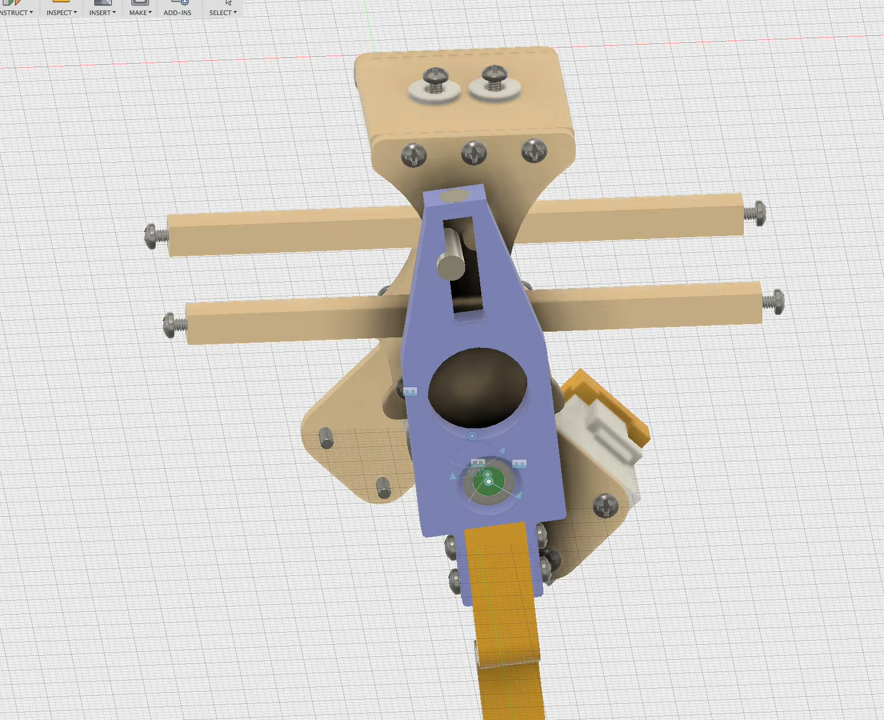 INSPECT ▾ INSERT ▾ MAKE ▾ ADD-INS SELECT ▾